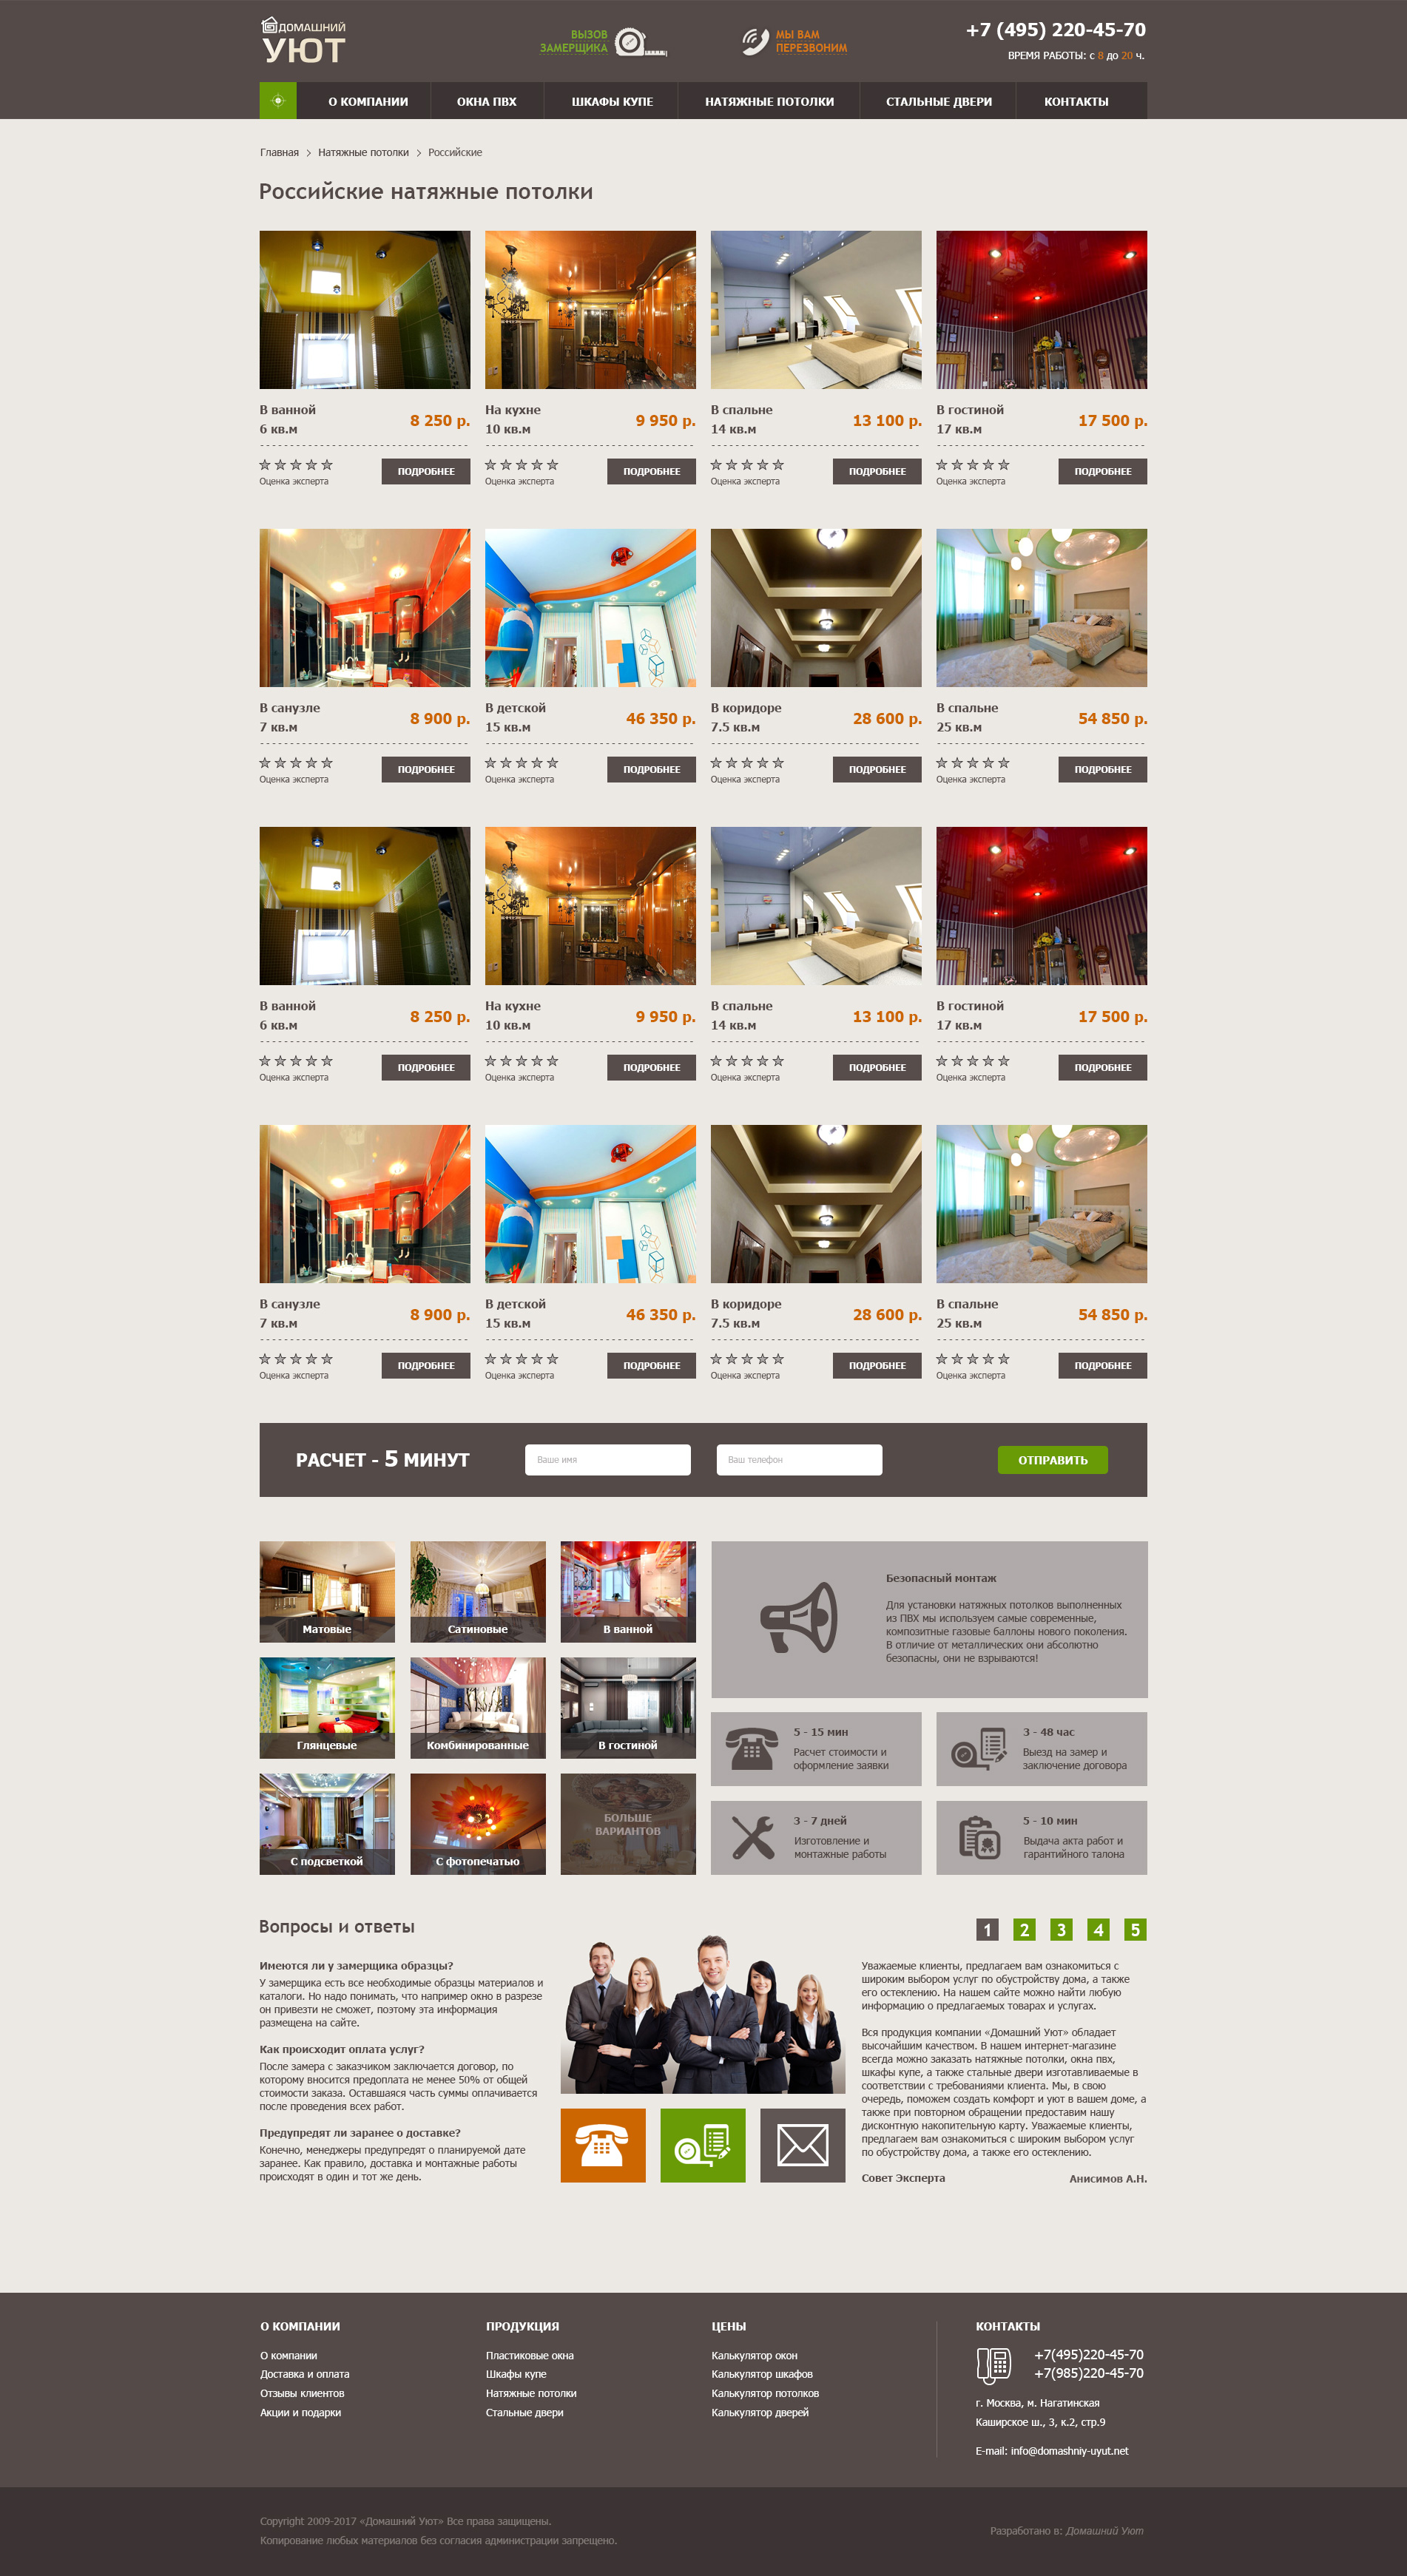 ДОМАШНИЙ
УЮТ
ВЫЗОВ
ЗАМЕРЩИКА
МЫ ВАМ
ПЕРЕЗВОНИМ
+7 (495) 220-45-70
ВРЕМЯ РАБОТЫ: с 8 до 20 ч.
О КОМПАНИИ
ОКНА ПВХ
ШКАФЫ КУПЕ
НАТЯЖНЫЕ ПОТОЛКИ
СТАЛЬНЫЕ ДВЕРИ
КОНТАКТЫ
Главная > Натяжные потолки > Российские
Российские натяжные потолки
В ванной
6 кв.м
8 250 р.
Оценка эксперта
ПОДРОБНЕЕ
На кухне
10 кв.м
9 950 р.
Оценка эксперта
ПОДРОБНЕЕ
В спальне
14 кв.м
13 100 р.
Оценка эксперта
ПОДРОБНЕЕ
В гостиной
17 кв.м
17 500 р.
Оценка эксперта
ПОДРОБНЕЕ
В санузле
7 кв.м
8 900 р.
Оценка эксперта
ПОДРОБНЕЕ
В детской
15 кв.м
46 350 р.
Оценка эксперта
ПОДРОБНЕЕ
В коридоре
7.5 кв.м
28 600 р.
Оценка эксперта
ПОДРОБНЕЕ
В спальне
25 кв.м
54 850 р.
Оценка эксперта
ПОДРОБНЕЕ
В ванной
6 кв.м
8 250 р.
Оценка эксперта
ПОДРОБНЕЕ
На кухне
10 кв.м
9 950 р.
Оценка эксперта
ПОДРОБНЕЕ
В спальне
14 кв.м
13 100 р.
Оценка эксперта
ПОДРОБНЕЕ
В гостиной
17 кв.м
17 500 р.
Оценка эксперта
ПОДРОБНЕЕ
В санузле
7 кв.м
8 900 р.
Оценка эксперта
ПОДРОБНЕЕ
В детской
15 кв.м
46 350 р.
Оценка эксперта
ПОДРОБНЕЕ
В коридоре
7.5 кв.м
28 600 р.
Оценка эксперта
ПОДРОБНЕЕ
В спальне
25 кв.м
54 850 р.
Оценка эксперта
ПОДРОБНЕЕ
РАСЧЕТ - 5 МИНУТ
Ваше имя
Ваш телефон
ОТПРАВИТЬ
Матовые
Сатиновые
В ванной
Глянцевые
Комбинированные
В гостиной
С подсветкой
С фотопечатью
БОЛЬШЕ
ВАРИАНТОВ
Безопасный монтаж
Для установки натяжных потолков выполненных
из ПВХ мы используем самые современные,
композитные газовые баллоны нового поколения.
В отличие от металлических они абсолютно
безопасны, они не взрываются!
5 - 15 мин
Расчет стоимости и
оформление заявки
3 - 48 час
Выезд на замер и
заключение договора
3 - 7 дней
Изготовление и
монтажные работы
5 - 10 мин
Выдача акта работ и
гарантийного талона
Вопросы и ответы
Имеются ли у замерщика образцы?
У замерщика есть все необходимые образцы материалов и
каталоги. Но надо понимать, что например окно в разрезе
он привезти не сможет, поэтому эта информация
размещена на сайте.
Как происходит оплата услуг?
После замера с заказчиком заключается договор, по
которому вносится предоплата не менее 50% от общей
стоимости заказа. Оставшаяся часть суммы оплачивается
после проведения всех работ.
Предупредят ли заранее о доставке?
Конечно, менеджеры предупредят о планируемой дате
заранее. Как правило, доставка и монтажные работы
происходят в один и тот же день.
1 2 3 4 5
Уважаемые клиенты, предлагаем вам ознакомиться с
широким выбором услуг по обустройству дома, а также
его остеклению. На нашем сайте можно найти любую
информацию о предлагаемых товарах и услугах.
Вся продукция компании «Домашний Уют» обладает
высочайшим качеством. В нашем интернет-магазине
всегда можно заказать натяжные потолки, окна пвх,
шкафы купе, а также стальные двери изготавливаемые в
соответствии с требованиями клиента. Мы, в свою
очередь, поможем создать комфорт и уют в вашем доме, а
также при повторном обращении предоставим нашу
дисконтную накопительную карту. Уважаемые клиенты,
предлагаем вам ознакомиться с широким выбором услуг
по обустройству дома, а также его остеклению.
Совет Эксперта
Анисимов А.Н.
О КОМПАНИИ
О компании
Доставка и оплата
Отзывы клиентов
Акции и подарки
ПРОДУКЦИЯ
Пластиковые окна
Шкафы купе
Натяжные потолки
Стальные двери
ЦЕНЫ
Калькулятор окон
Калькулятор шкафов
Калькулятор потолков
Калькулятор дверей
КОНТАКТЫ
+7(495)220-45-70
+7(985)220-45-70
г. Москва, м. Нагатинская
Каширское ш., 3, к.2, стр.9
E-mail: info@domashniy-uyut.net
Copyright 2009-2017 «Домашний Уют» Все права защищены.
Копирование любых материалов без согласия администрации запрещено.
Разработано в: Домашний Уют